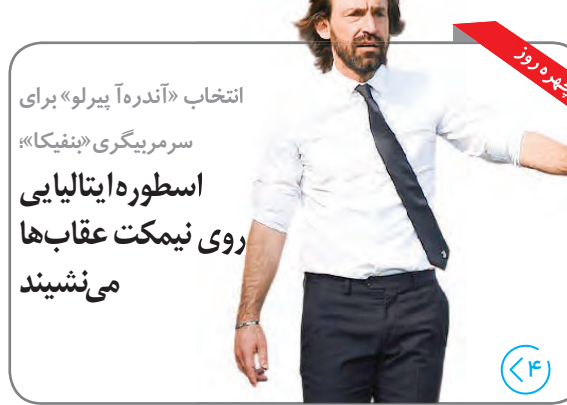 چهره روز
انتخاب «آندره‌آ پیرلو» برای
سرمربیگری «بنفیکا»؛
اسطوره ایتالیایی
روی نیمکت عقاب‌ها
می‌نشیند
۴